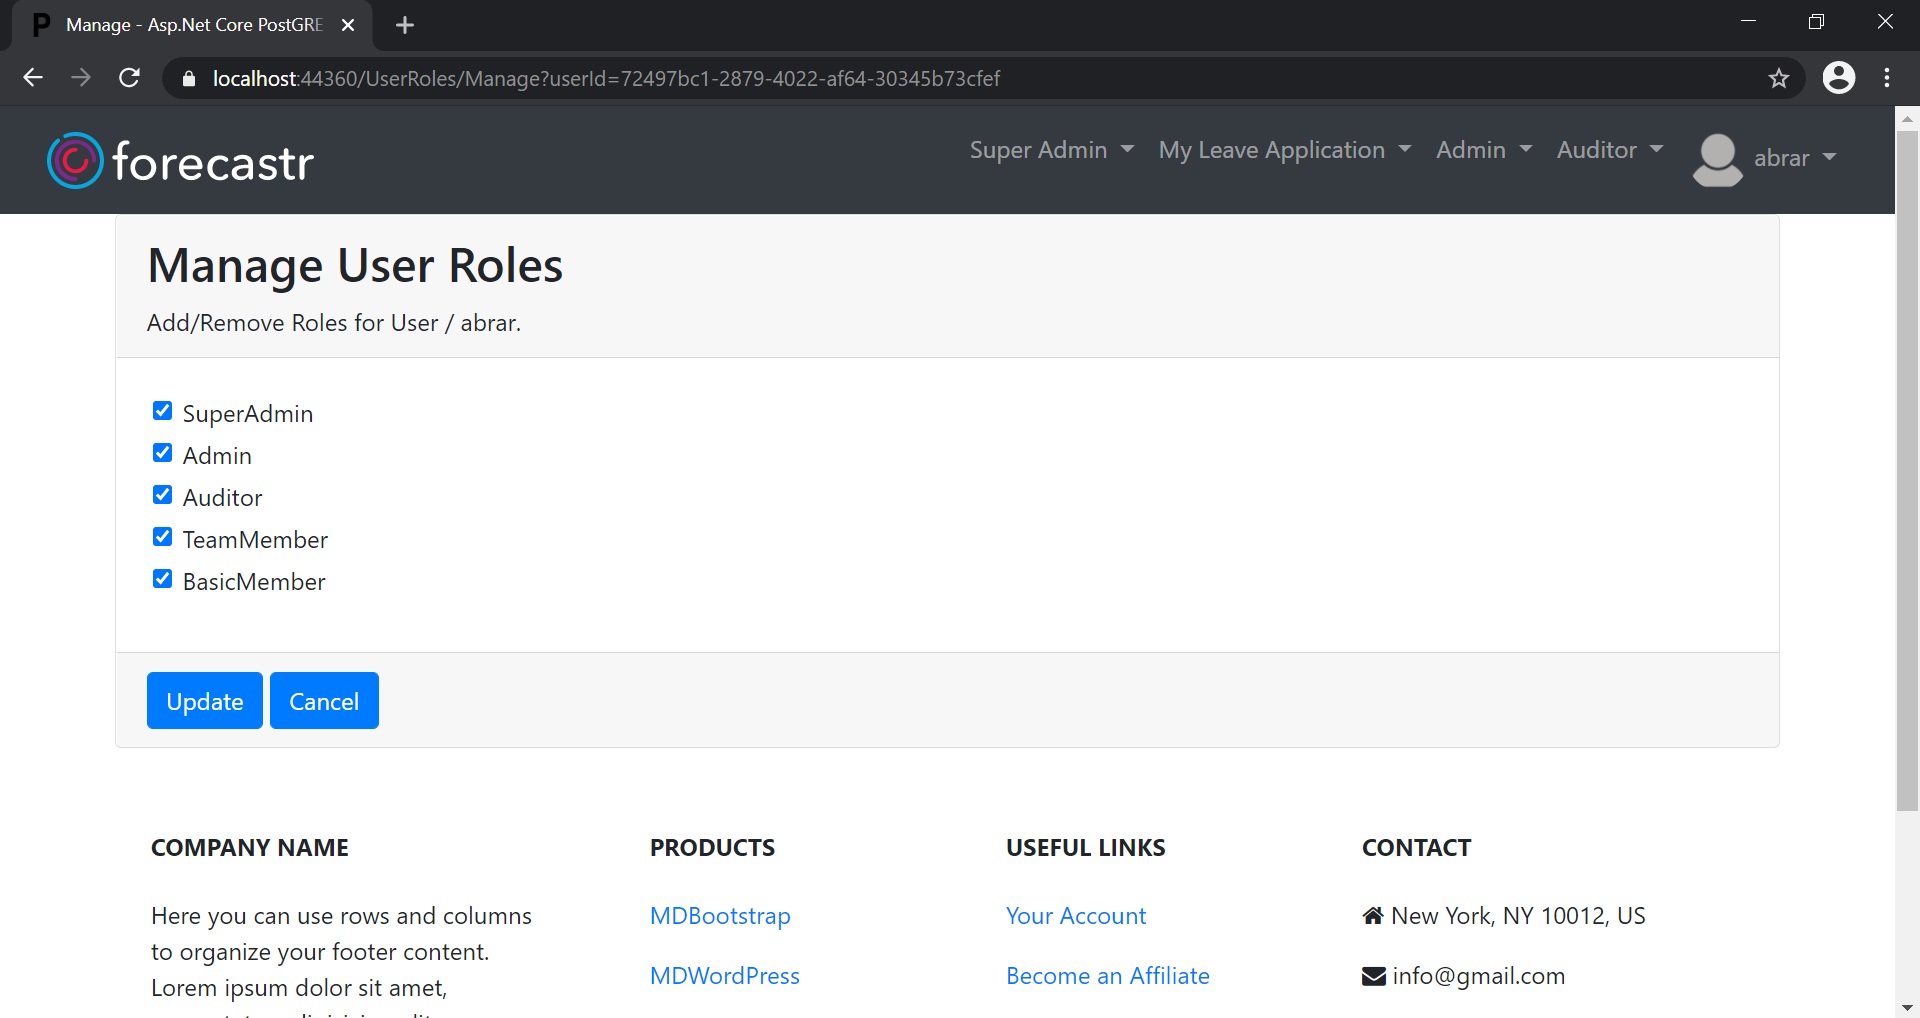 P Manage - Asp.Net Core PostGRE
localhost:44360/UserRoles/Manage?userId=72497bc1-2879-4022-af64-30345b73cfef
forecastr
Super Admin My Leave Application Admin Auditor abrar
Manage User Roles
Add/Remove Roles for User / abrar.
SuperAdmin
Admin
Auditor
TeamMember
BasicMember
Update Cancel
COMPANY NAME
Here you can use rows and columns
to organize your footer content.
Lorem ipsum dolor sit amet,
PRODUCTS
MDBootstrap
MDWordPress
USEFUL LINKS
Your Account
Become an Affiliate
CONTACT
New York, NY 10012, US
info@gmail.com